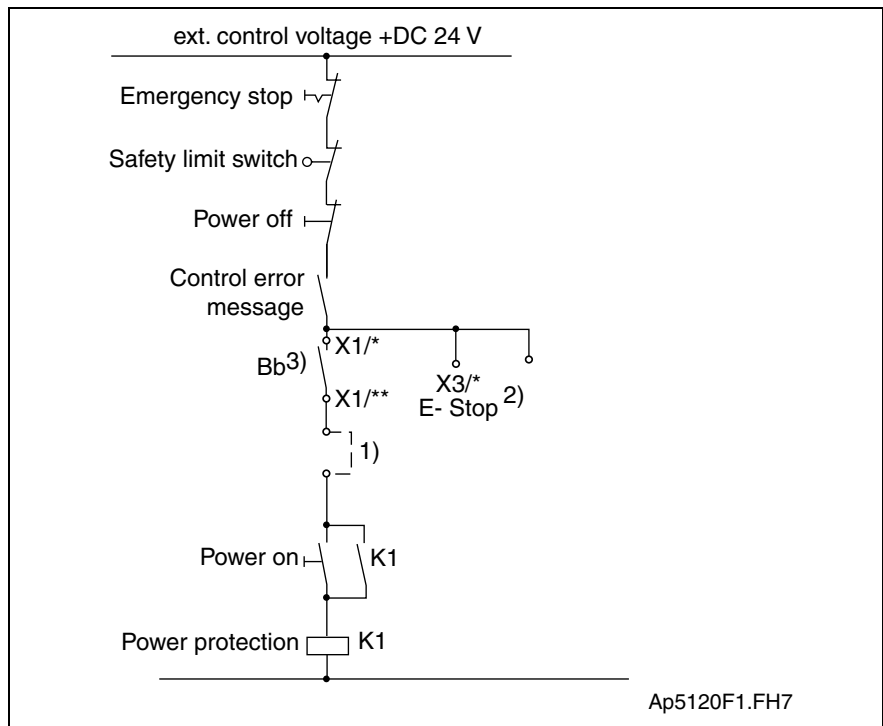 ext. control voltage +DC 24 V
Emergency stop
Safety limit switch
Power off
Control error
message
X1/*
Bb3)
X1/**
X3/*
E- Stop 2)
1)
Power on
K1
Power protection
K1
Ap5120F1.FH7